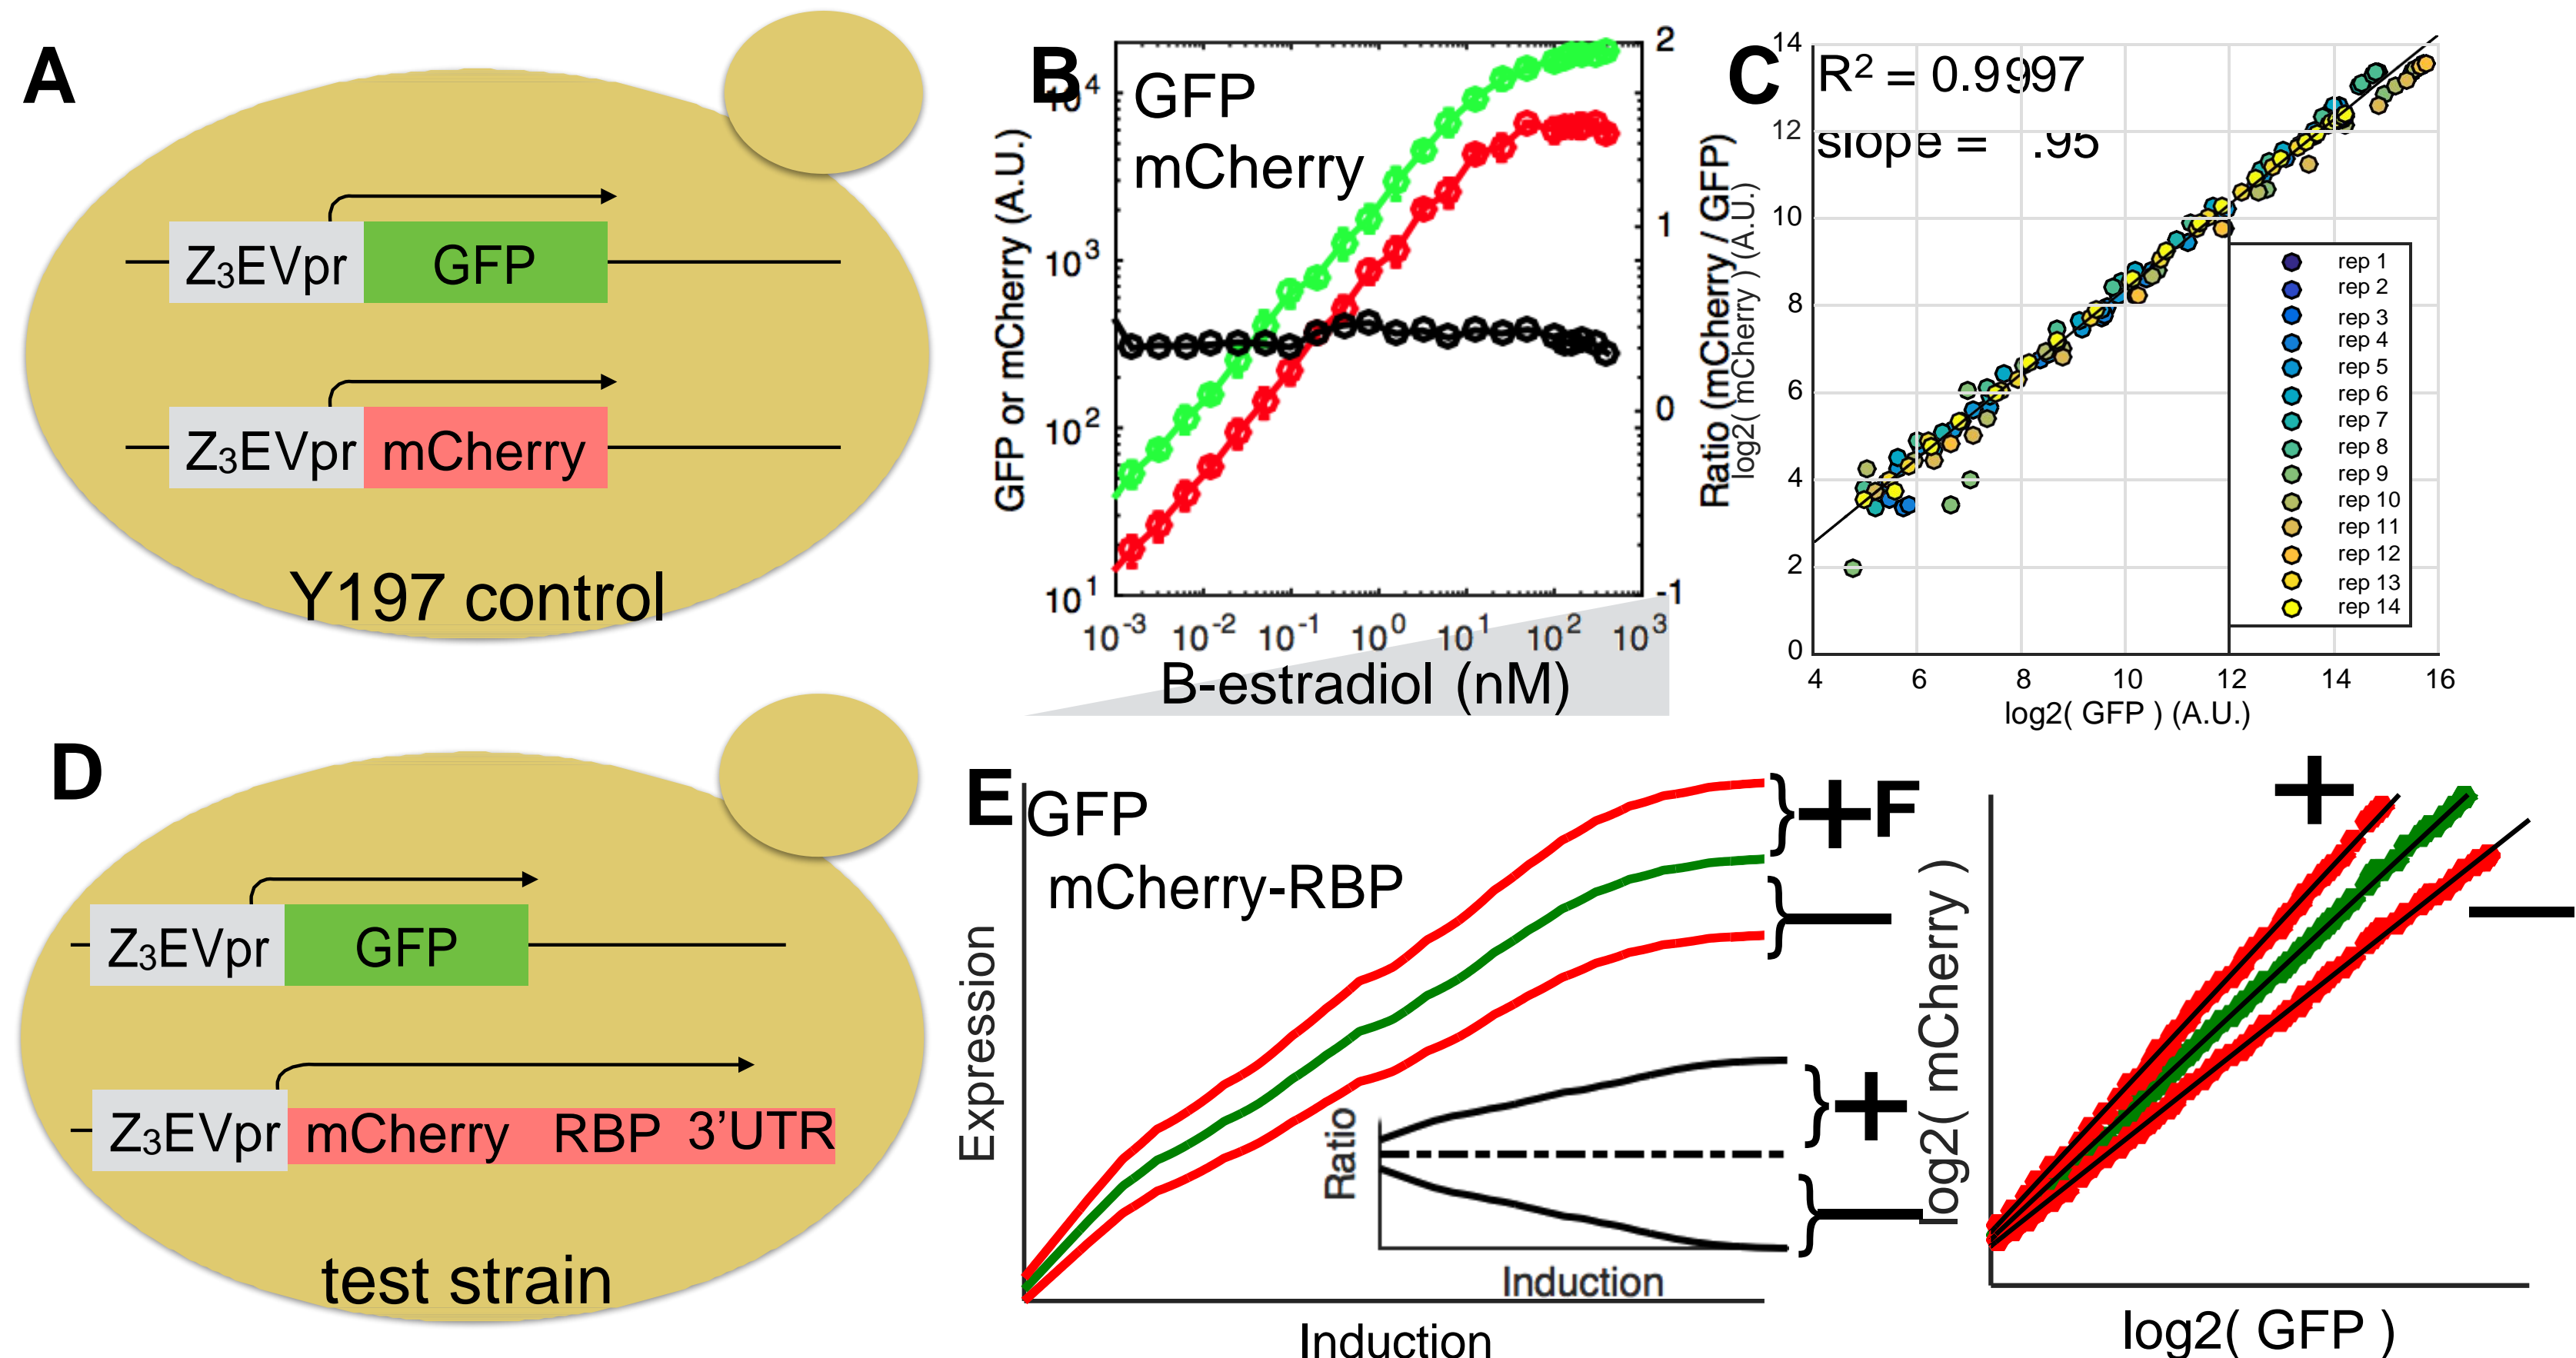 A
Z3EVpr GFP
Z3EVpr mCherry
Y197 control
B
GFP
mCherry
GFP or mCherry (A.U.)
10^4
10^3
10^2
10^1
2
1
0
-1
Ratio (mCherry / GFP)
10^-3 10^-2 10^-1 10^0 10^1 10^2 10^3
B-estradiol (nM)
C
R2 = 0.9997
slope = .95
log2( mCherry ) (A.U.)
14
12
10
8
6
4
2
0
rep 1
rep 2
rep 3
rep 4
rep 5
rep 6
rep 7
rep 8
rep 9
rep 10
rep 11
rep 12
rep 13
rep 14
4 6 8 10 12 14 16
log2( GFP ) (A.U.)
D
Z3EVpr GFP
Z3EVpr mCherry RBP 3’UTR
test strain
E
GFP
mCherry-RBP
Expression
}+
}—
Ratio
}+
}—
Induction
Induction
F
+
—
log2( mCherry )
log2( GFP )